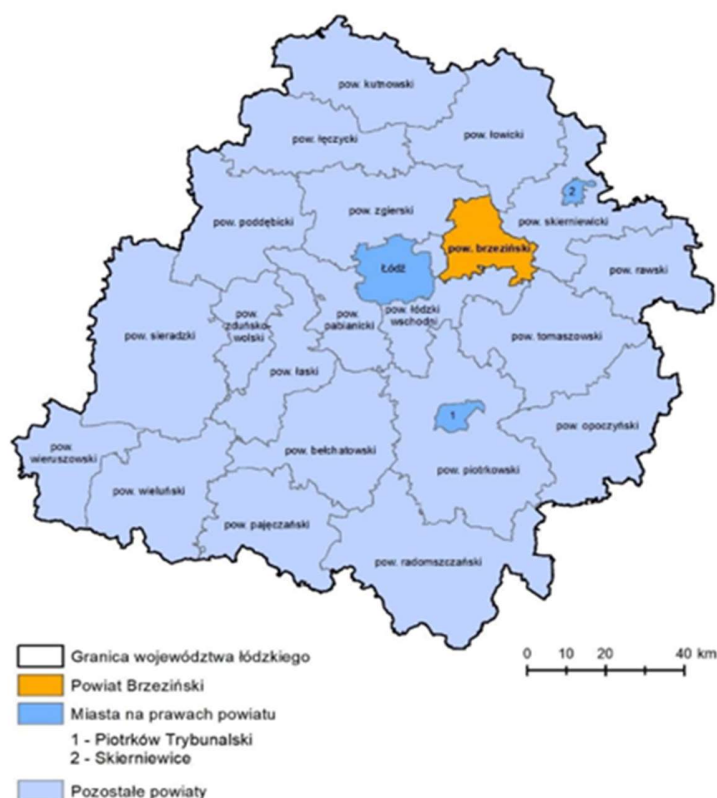 pow. kutnowski
pow. łęczycki
pow. łowicki
2
pow. poddębicki
pow. zgierski
pow. skierniewicki
pow. brzeziński
Łódź
pow. rawski
pow.
zduńsko-
wolski
pow.
pabianicki
pow. łódzki
wschodni
pow. sieradzki
pow. tomaszowski
pow. łaski
1
pow. opoczyński
pow.
wieruszowski
pow. bełchatowski
pow. piotrkowski
pow. wieluński
pow. pajęczański
pow. radomszczański
Granica województwa łódzkiego
0 10 20 40 km
Powiat Brzeziński
Miasta na prawach powiatu
1 - Piotrków Trybunalski
2 - Skierniewice
Pozostałe powiaty